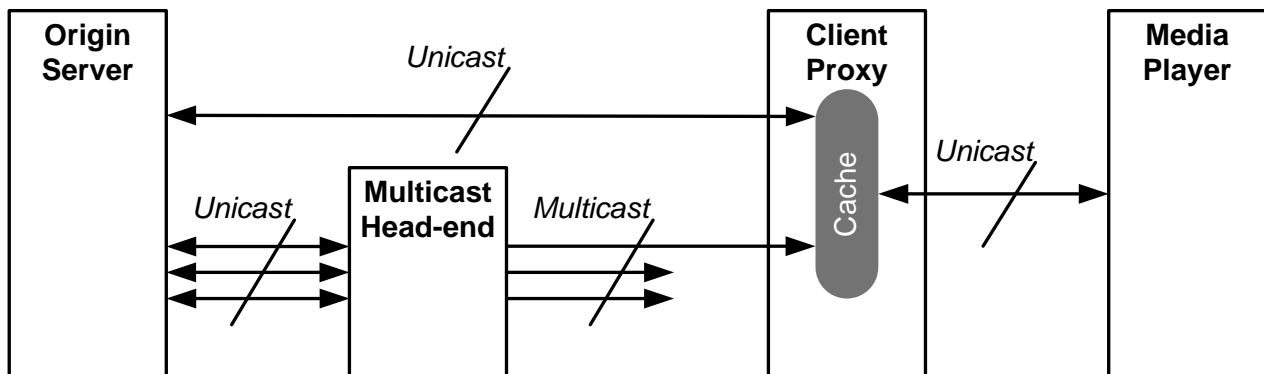 Origin
Server
Unicast
Client
Proxy
Media
Player
Cache
Unicast
Multicast
Head-end
Unicast
Multicast